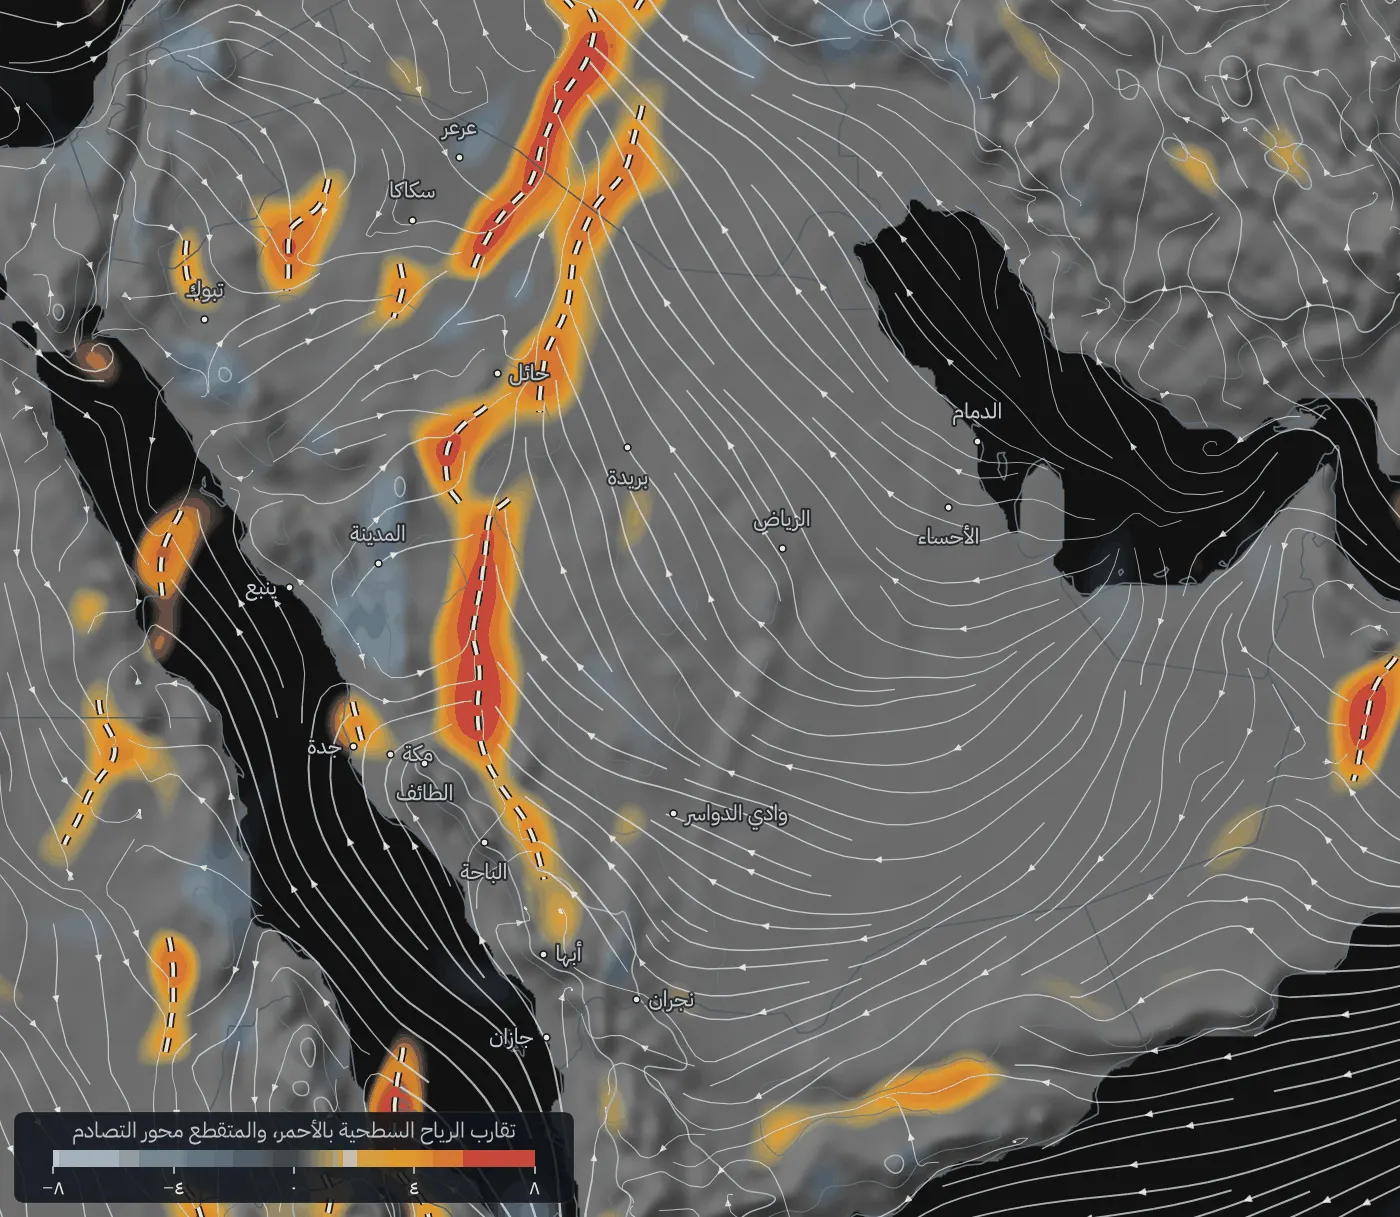 عرعر
سكاكا
تبوك
حائل
الدمام
بريدة
الرياض
الأحساء
المدينة
ينبع
جدة
مكة
الطائف
وادي الدواسر
الباحة
أبها
نجران
جازان
تقارب الرياح السطحية بالأحمر، والمتقطع محور التصادم
−٨ −٤ ٠ ٤ ٨